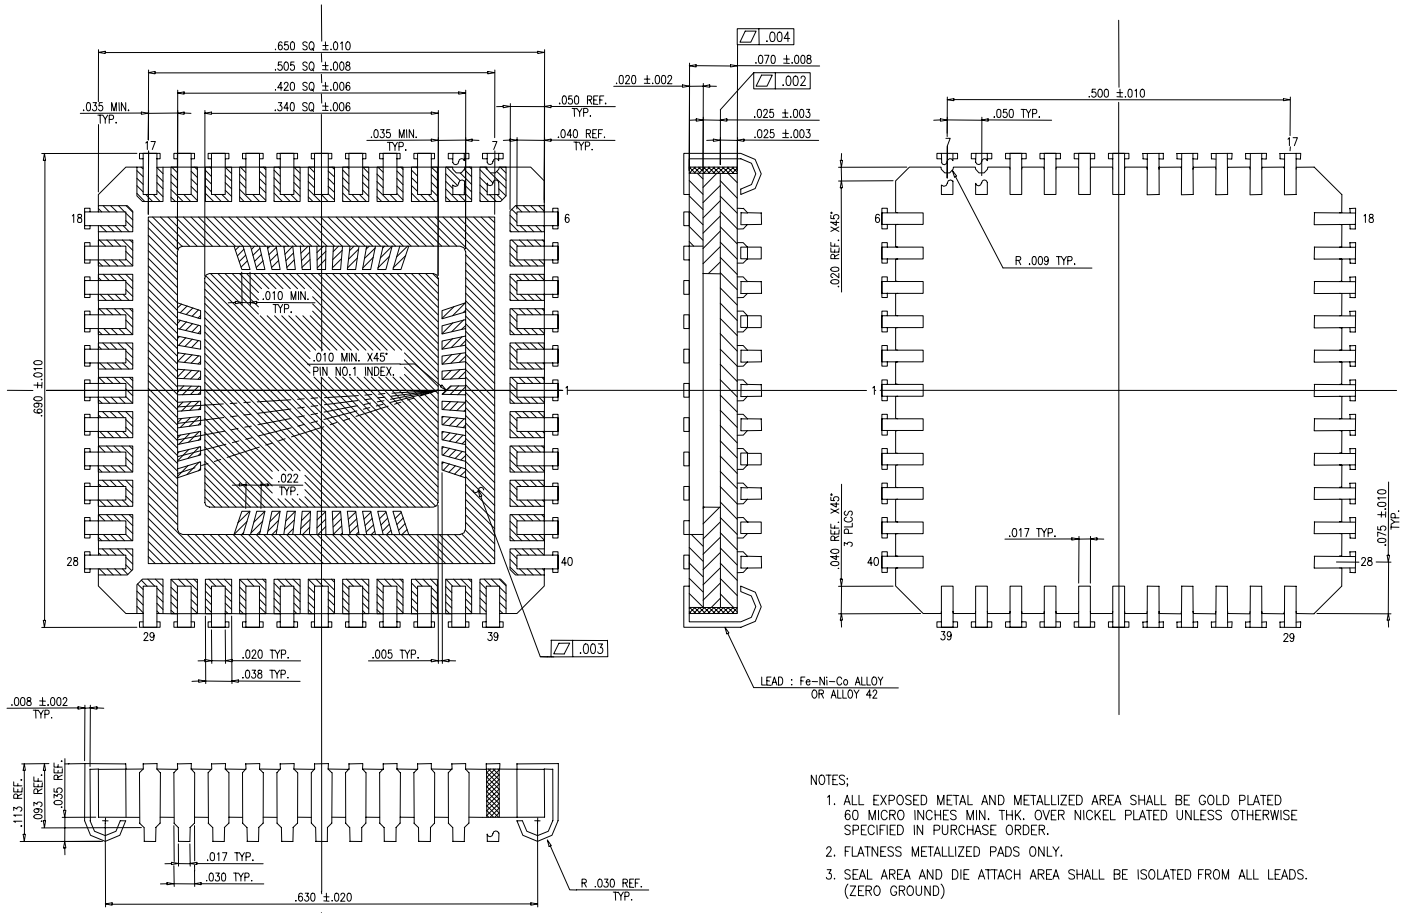 .650 SQ ±.010
.505 SQ ±.008
.420 SQ ±.006
.340 SQ ±.006
.035 MIN.
TYP.
.035 MIN.
TYP.
.050 REF.
TYP.
.040 REF.
TYP.
17
7
18
6
1
28
40
29
39
.690 ±.010
.010 MIN.
TYP.
.010 MIN. X45°
PIN NO.1 INDEX.
.022
TYP.
.020 TYP.
.038 TYP.
.005 TYP.
.003
.004
.070 ±.008
.002
.020 ±.002
.025 ±.003
.025 ±.003
LEAD : Fe-Ni-Co ALLOY
OR ALLOY 42
.500 ±.010
.050 TYP.
7
17
6
18
1
40
28
39
29
.020 REF. X45°
R .009 TYP.
.040 REF. X45°
3 PLCS
.017 TYP.
.075 ±.010
TYP.
.008 ±.002
TYP.
.113 REF.
.093 REF.
.035 REF.
.017 TYP.
.030 TYP.
.630 ±.020
R .030 REF.
TYP.
NOTES;
1. ALL EXPOSED METAL AND METALLIZED AREA SHALL BE GOLD PLATED
60 MICRO INCHES MIN. THK. OVER NICKEL PLATED UNLESS OTHERWISE
SPECIFIED IN PURCHASE ORDER.
2. FLATNESS METALLIZED PADS ONLY.
3. SEAL AREA AND DIE ATTACH AREA SHALL BE ISOLATED FROM ALL LEADS.
(ZERO GROUND)